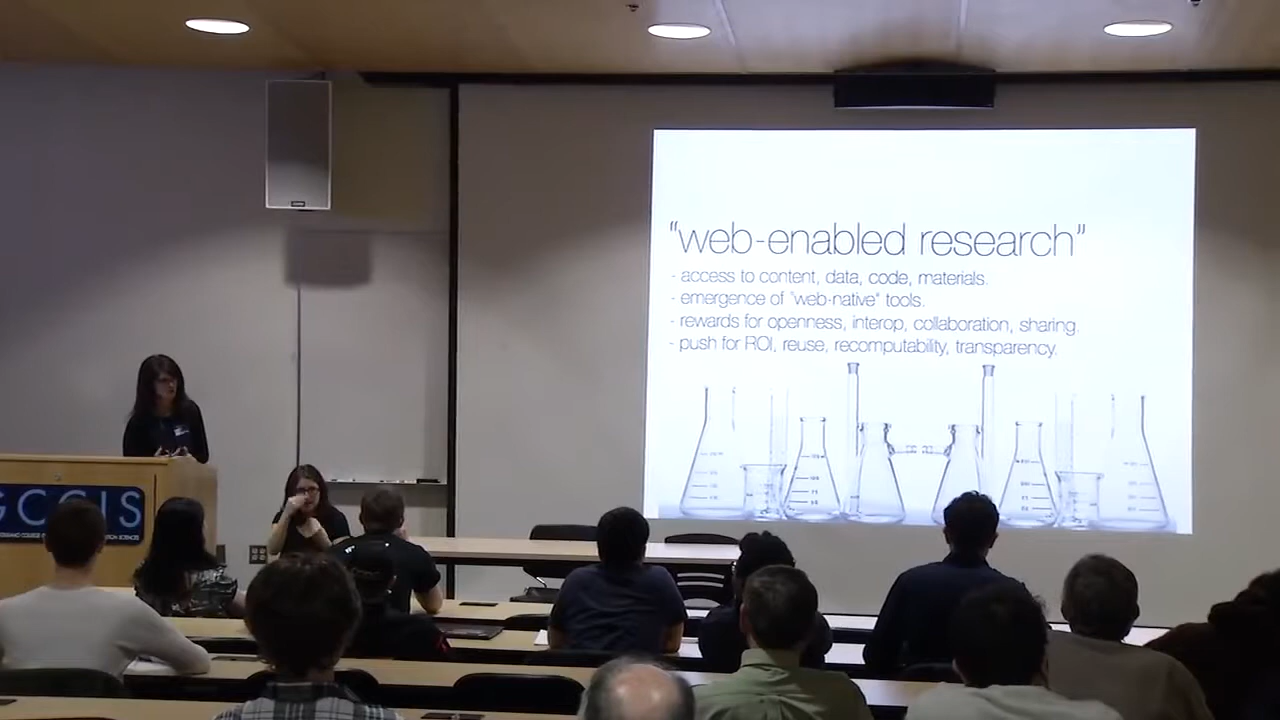 "web-enabled research"
- access to content, data, code, materials.
- emergence of "web-native" tools.
- rewards for openness, interop, collaboration, sharing.
- push for ROI, reuse, recomputability, transparency.
GCCIS